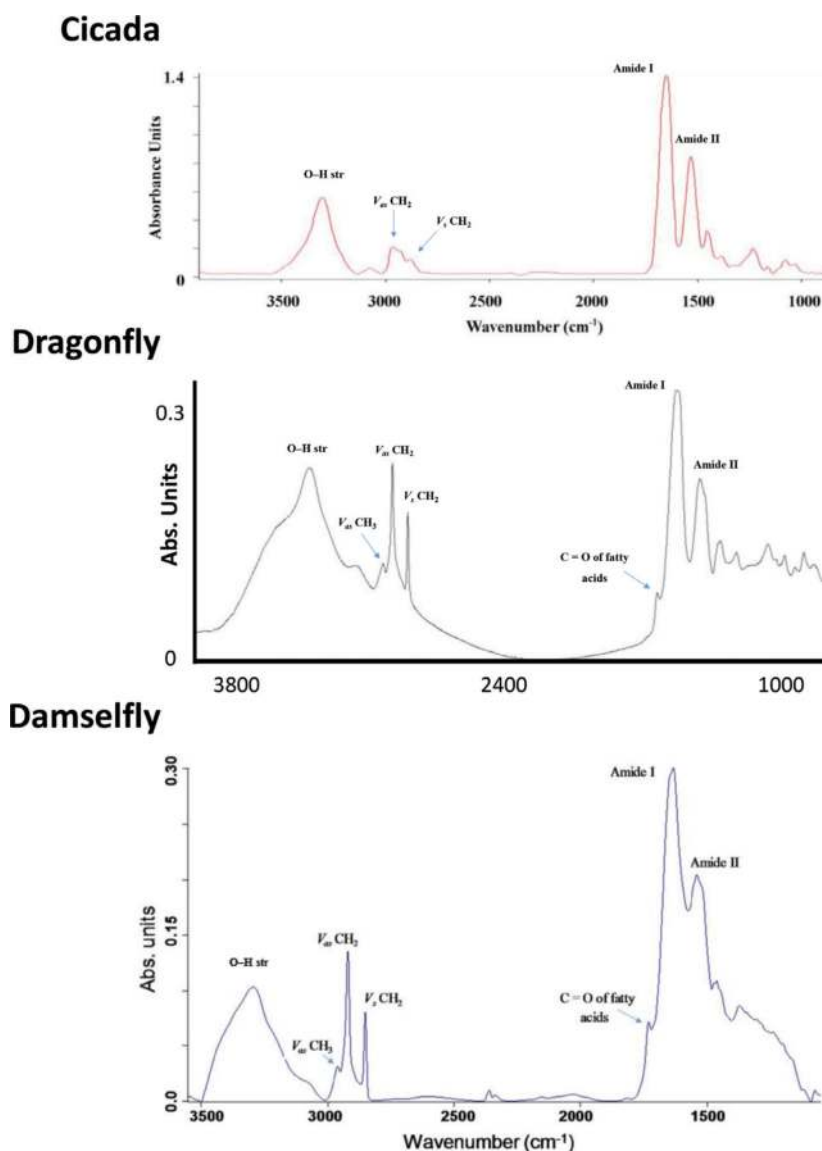 Cicada
1.4
Absorbance Units
0
O–H str
Vas CH2
Vs CH2
Amide I
Amide II
3500 3000 2500 2000 1500 1000
Wavenumber (cm-1)
Dragonfly
0.3
Abs. Units
0
O–H str
Vas CH3
Vas CH2
Vs CH2
C = O of fatty
acids
Amide I
Amide II
3800 2400 1000
Damselfly
0.30
0.15
0.0
Abs. units
O–H str
Vas CH3
Vas CH2
Vs CH2
C = O of fatty
acids
Amide I
Amide II
3500 3000 2500 2000 1500
Wavenumber (cm-1)